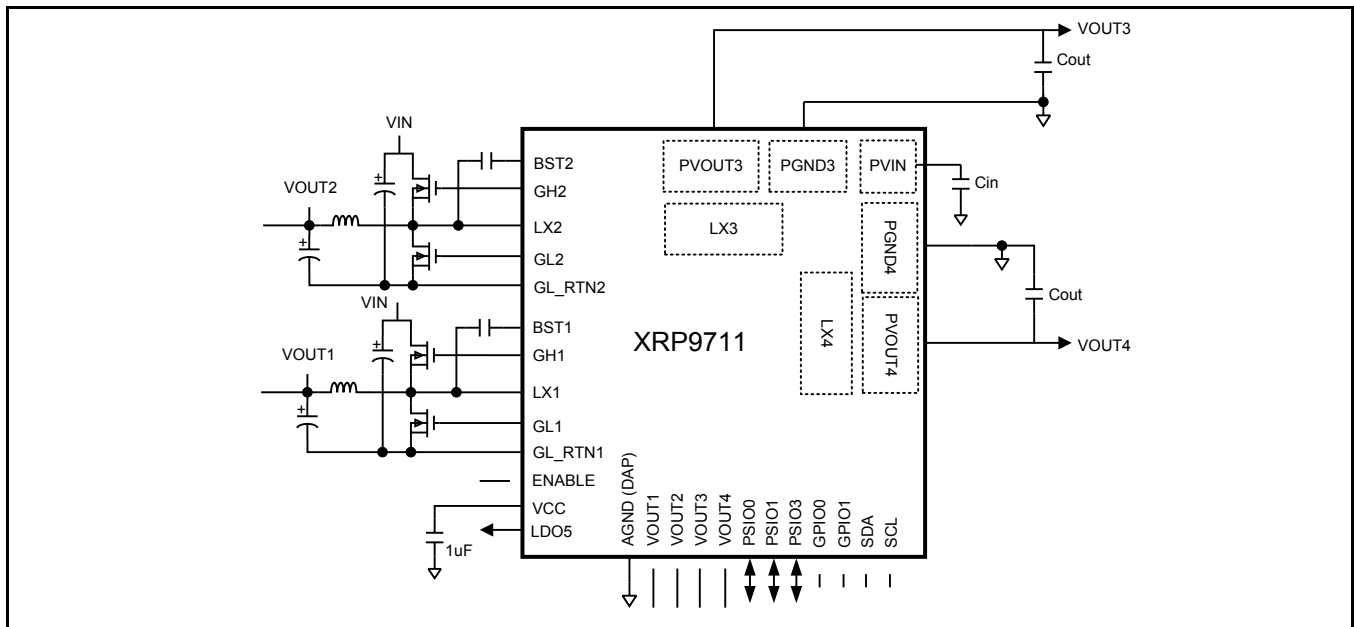 VOUT3
Cout
VIN
BST2
PVOUT3
PGND3
PVIN
GH2
Cin
VOUT2
+
LX2
LX3
+
GL2
PGND4
GL_RTN2
VIN
Cout
BST1
XRP9711
LX4
PVOUT4
VOUT4
+
GH1
VOUT1
LX1
+
GL1
GL_RTN1
ENABLE
VCC
1uF
LDO5
AGND (DAP)
VOUT1
VOUT2
VOUT3
VOUT4
PSIO0
PSIO1
PSIO3
GPIO0
GPIO1
SDA
SCL